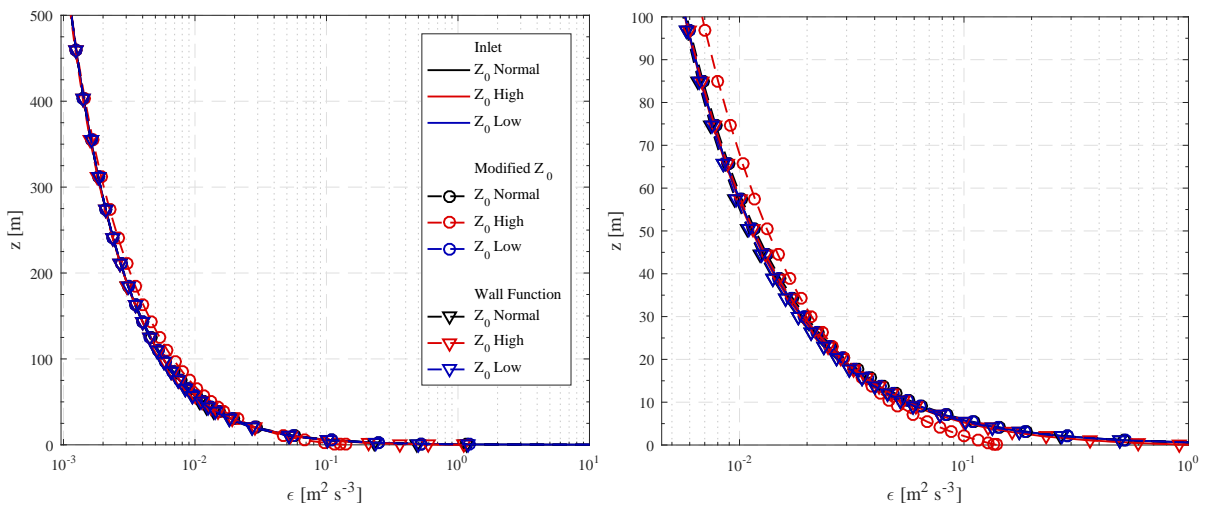 500
400
300
200
100
0
z [m]
10^-3
10^-2
10^-1
10^0
10^1
ϵ [m^2 s^-3]
Inlet
Z_0 Normal
Z_0 High
Z_0 Low
Modified Z_0
Z_0 Normal
Z_0 High
Z_0 Low
Wall Function
Z_0 Normal
Z_0 High
Z_0 Low
100
90
80
70
60
50
40
30
20
10
0
z [m]
10^-2
10^-1
10^0
ϵ [m^2 s^-3]